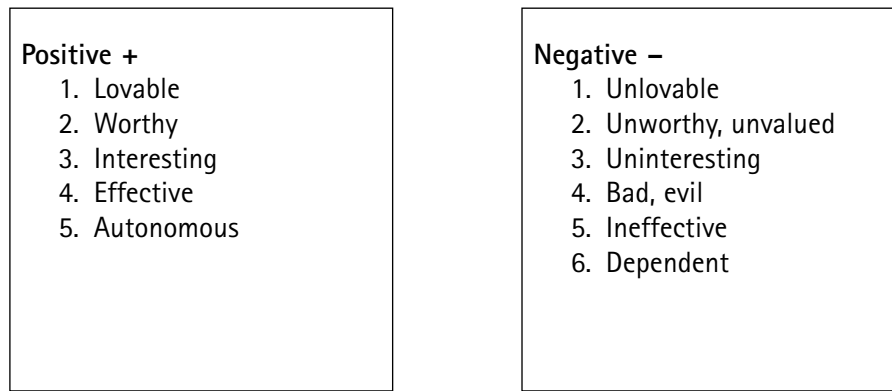 Positive +
1. Lovable
2. Worthy
3. Interesting
4. Effective
5. Autonomous
Negative –
1. Unlovable
2. Unworthy, unvalued
3. Uninteresting
4. Bad, evil
5. Ineffective
6. Dependent